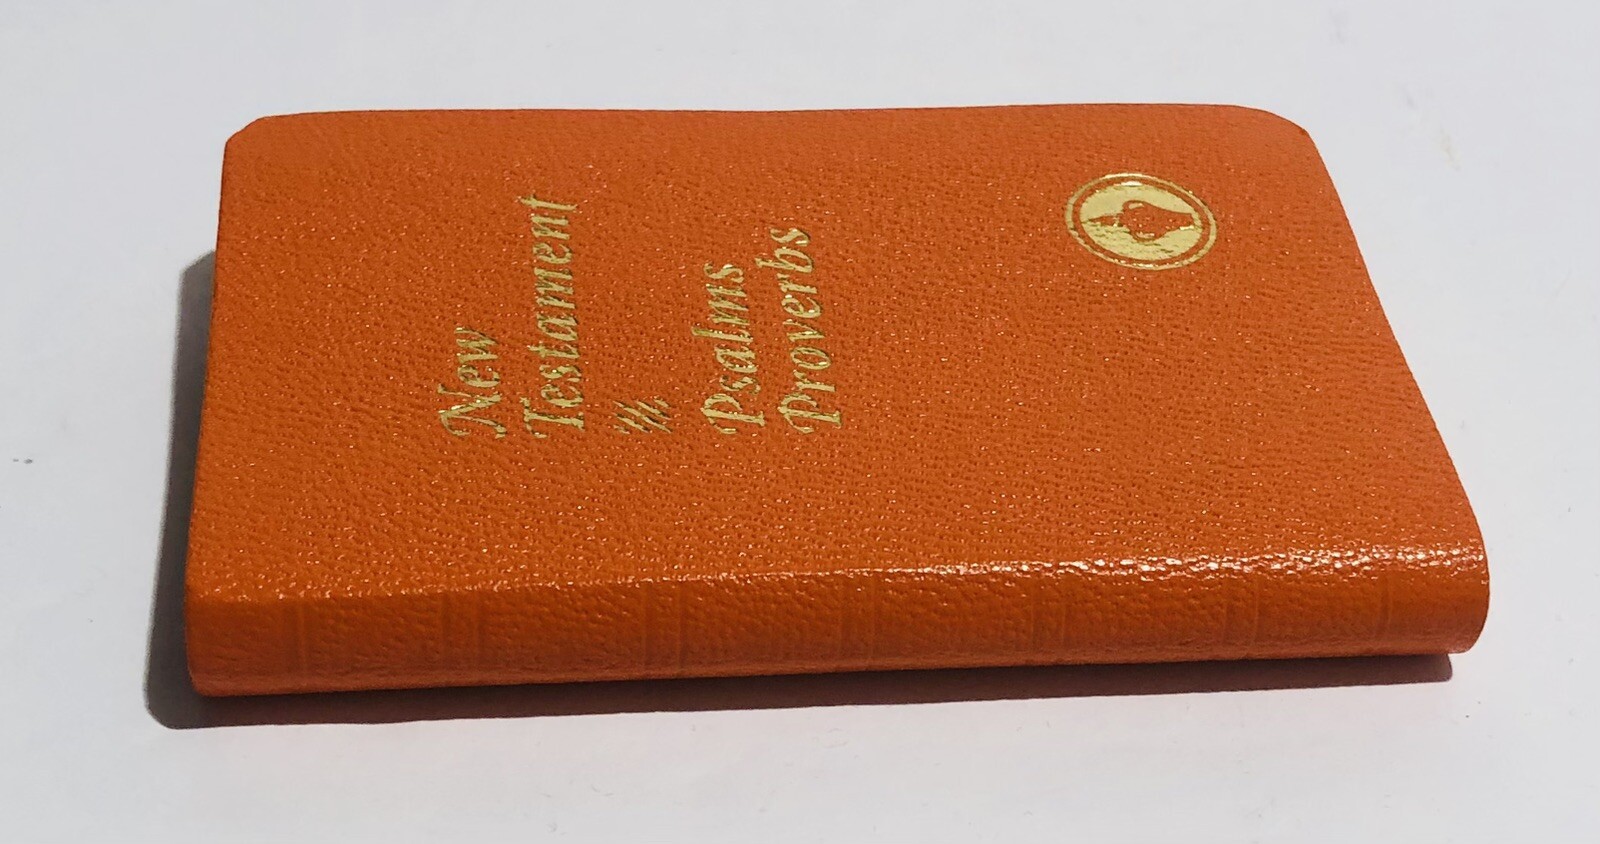 New
Testament
Psalms
Proverbs